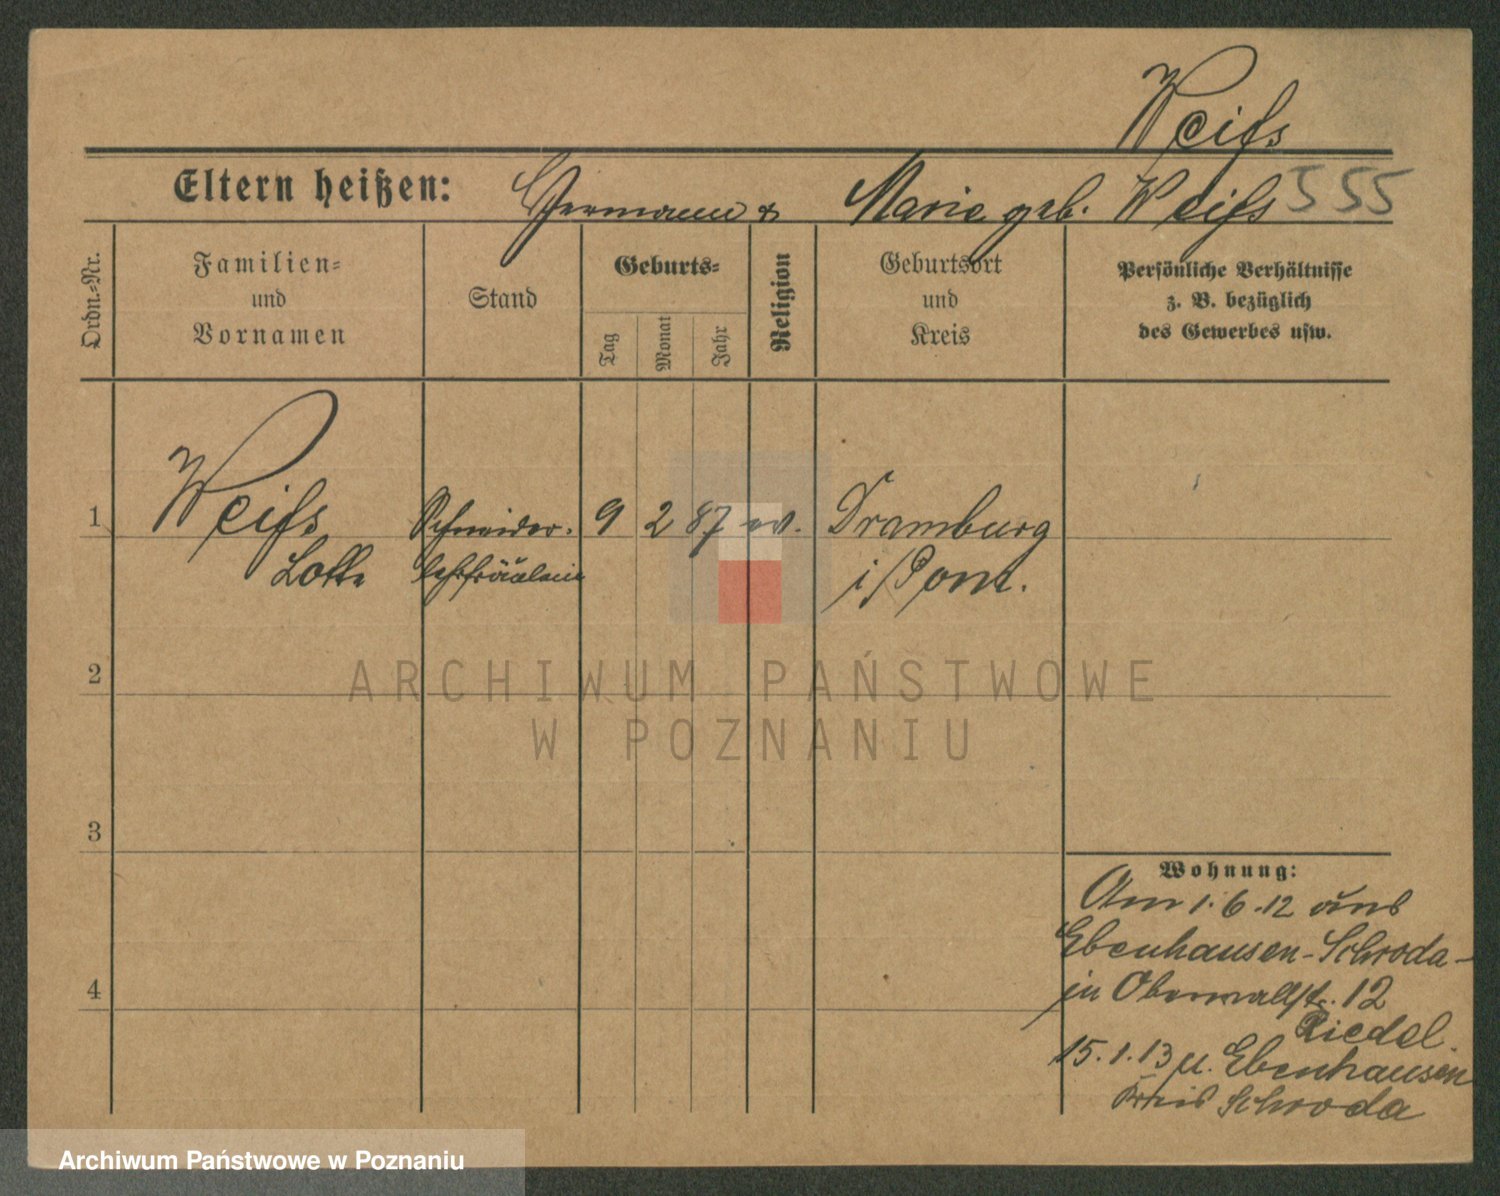 Weiſs
Eltern heißen: Hermann & Marie geb. Weiſs 555
Ordn.-Nr.
Familien-
und
Vornamen
Stand
Geburts-
Tag
Monat
Jahr
Religion
Geburtsort
und
Kreis
Persönliche Verhältnisse
z. B. bezüglich
des Gewerbes usw.
1 Weiſs Schneider- 9 2 87 ev. Dramburg
Lotte lehrfräulein i/Pom.
2
3
4
Wohnung:
Am 1.6.12 aus
Ebenhausen-Schroda-
in Oberwallstr. 12
Riedel.
15.1.13 n. Ebenhausen
Kreis Schroda
ARCHIWUM PAŃSTWOWE
W POZNANIU
Archiwum Państwowe w Poznaniu